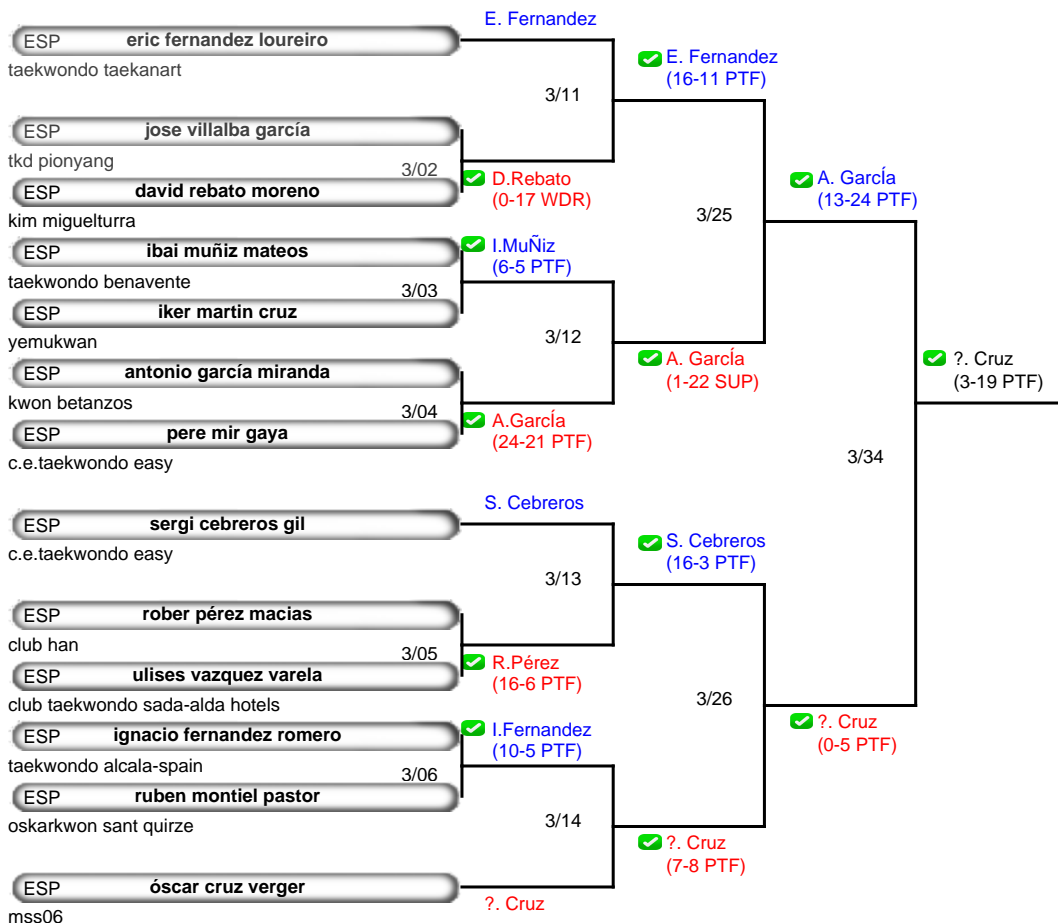 E. Fernandez
ESP eric fernandez loureiro
taekwondo taekanart
E. Fernandez
(16-11 PTF)
3/11
ESP jose villalba garcía
tkd pionyang
3/02
D.Rebato
(0-17 WDR)
ESP david rebato moreno
kim miguelturra
A. GarcÍa
(13-24 PTF)
3/25
ESP ibai muñiz mateos
taekwondo benavente
I.MuÑiz
(6-5 PTF)
3/03
ESP iker martin cruz
yemukwan
3/12
A. GarcÍa
(1-22 SUP)
?. Cruz
(3-19 PTF)
ESP antonio garcía miranda
kwon betanzos
3/04
A.GarcÍa
(24-21 PTF)
ESP pere mir gaya
c.e.taekwondo easy
3/34
S. Cebreros
ESP sergi cebreros gil
c.e.taekwondo easy
S. Cebreros
(16-3 PTF)
3/13
ESP rober pérez macias
club han
3/05
R.Pérez
(16-6 PTF)
ESP ulises vazquez varela
club taekwondo sada-alda hotels
3/26
?. Cruz
(0-5 PTF)
ESP ignacio fernandez romero
taekwondo alcala-spain
I.Fernandez
(10-5 PTF)
3/06
ESP ruben montiel pastor
oskarkwon sant quirze
3/14
?. Cruz
(7-8 PTF)
ESP óscar cruz verger
mss06
?. Cruz